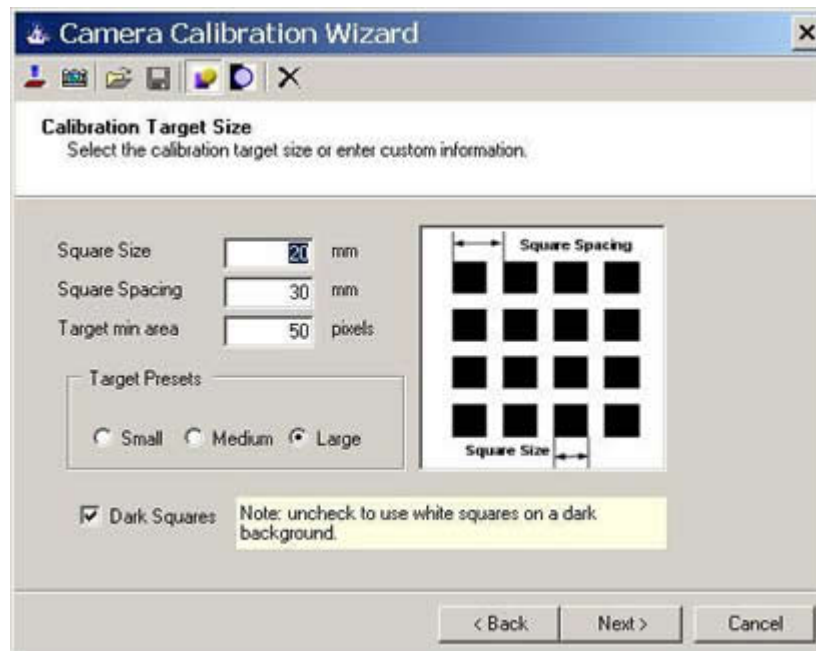 Camera Calibration Wizard
Calibration Target Size
Select the calibration target size or enter custom information.
Square Size 20 mm
Square Spacing 30 mm
Target min area 50 pixels
Square Spacing
Square Size
Target Presets
Small Medium Large
Dark Squares
Note: uncheck to use white squares on a dark
background.
< Back Next > Cancel